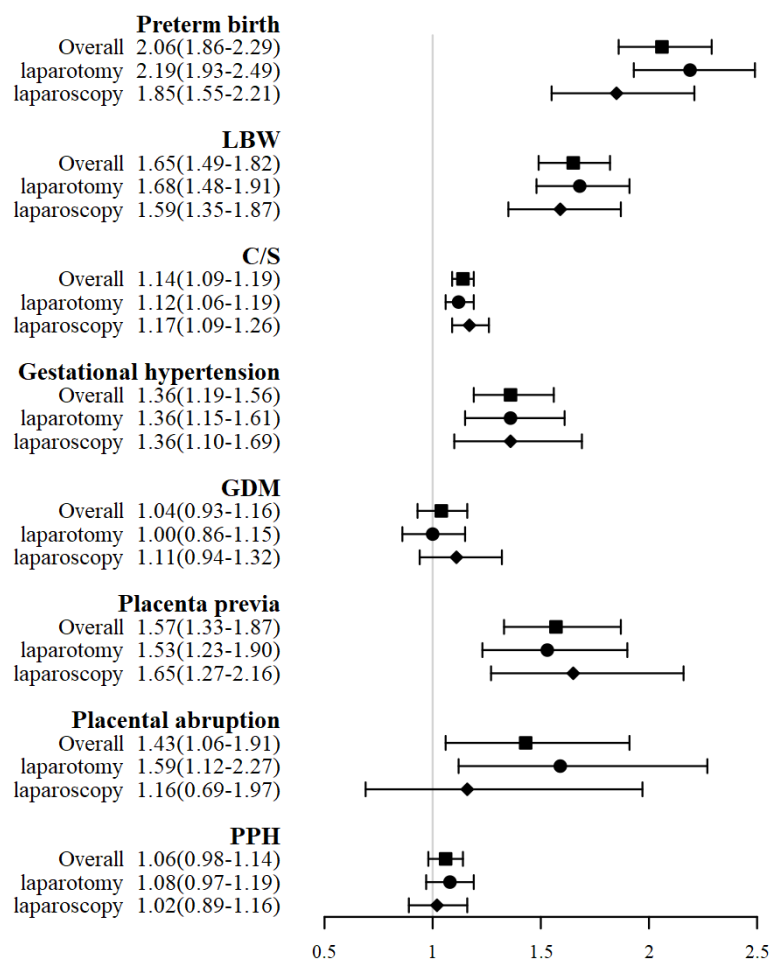 Preterm birth
Overall 2.06(1.86-2.29)
laparotomy 2.19(1.93-2.49)
laparoscopy 1.85(1.55-2.21)
LBW
Overall 1.65(1.49-1.82)
laparotomy 1.68(1.48-1.91)
laparoscopy 1.59(1.35-1.87)
C/S
Overall 1.14(1.09-1.19)
laparotomy 1.12(1.06-1.19)
laparoscopy 1.17(1.09-1.26)
Gestational hypertension
Overall 1.36(1.19-1.56)
laparotomy 1.36(1.15-1.61)
laparoscopy 1.36(1.10-1.69)
GDM
Overall 1.04(0.93-1.16)
laparotomy 1.00(0.86-1.15)
laparoscopy 1.11(0.94-1.32)
Placenta previa
Overall 1.57(1.33-1.87)
laparotomy 1.53(1.23-1.90)
laparoscopy 1.65(1.27-2.16)
Placental abruption
Overall 1.43(1.06-1.91)
laparotomy 1.59(1.12-2.27)
laparoscopy 1.16(0.69-1.97)
PPH
Overall 1.06(0.98-1.14)
laparotomy 1.08(0.97-1.19)
laparoscopy 1.02(0.89-1.16)
0.5 1 1.5 2 2.5